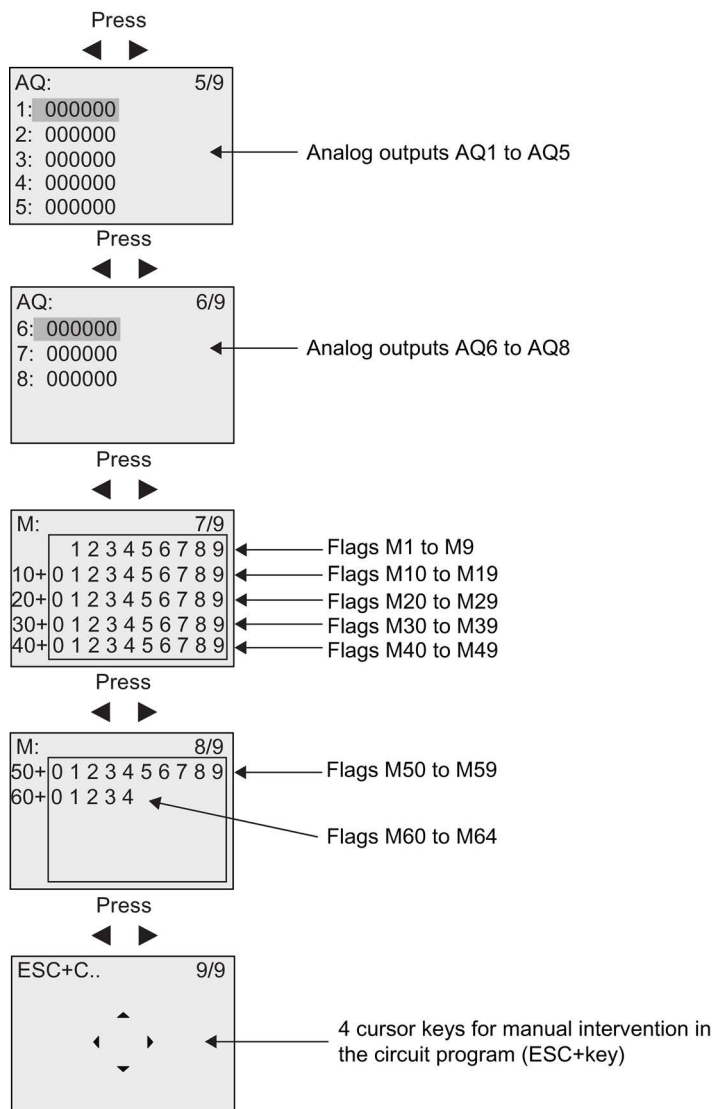 Press
AQ: 5/9
1: 000000
2: 000000
3: 000000
4: 000000
5: 000000
Analog outputs AQ1 to AQ5
Press
AQ: 6/9
6: 000000
7: 000000
8: 000000
Analog outputs AQ6 to AQ8
Press
M: 7/9
1 2 3 4 5 6 7 8 9 Flags M1 to M9
10+ 0 1 2 3 4 5 6 7 8 9 Flags M10 to M19
20+ 0 1 2 3 4 5 6 7 8 9 Flags M20 to M29
30+ 0 1 2 3 4 5 6 7 8 9 Flags M30 to M39
40+ 0 1 2 3 4 5 6 7 8 9 Flags M40 to M49
Press
M: 8/9
50+ 0 1 2 3 4 5 6 7 8 9 Flags M50 to M59
60+ 0 1 2 3 4
Flags M60 to M64
Press
ESC+C.. 9/9
4 cursor keys for manual intervention in
the circuit program (ESC+key)